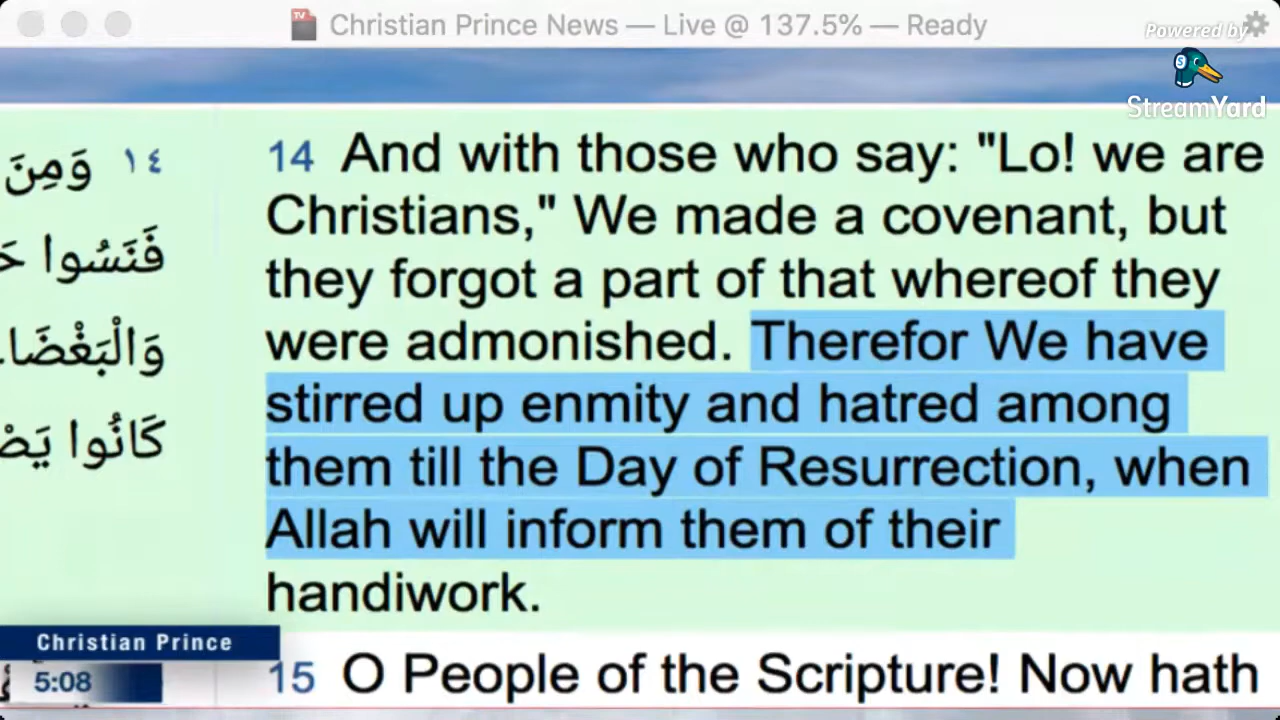 Christian Prince News — Live @ 137.5% — Ready
Powered by
StreamYard
14 And with those who say: "Lo! we are
Christians," We made a covenant, but
they forgot a part of that whereof they
were admonished. Therefor We have
stirred up enmity and hatred among
them till the Day of Resurrection, when
Allah will inform them of their
handiwork.
١٤ وَمِنَ
فَنَسُوا
وَالْبَغْضَا
كَانُوا
Christian Prince
5:08
15 O People of the Scripture! Now hath